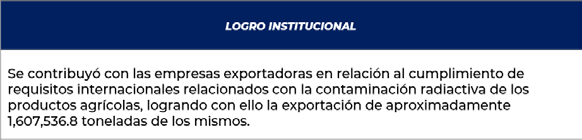 LOGRO INSTITUCIONAL
Se contribuyó con las empresas exportadoras en relación al cumplimiento de
requisitos internacionales relacionados con la contaminación radiactiva de los
productos agrícolas, logrando con ello la exportación de aproximadamente
1,607,536.8 toneladas de los mismos.